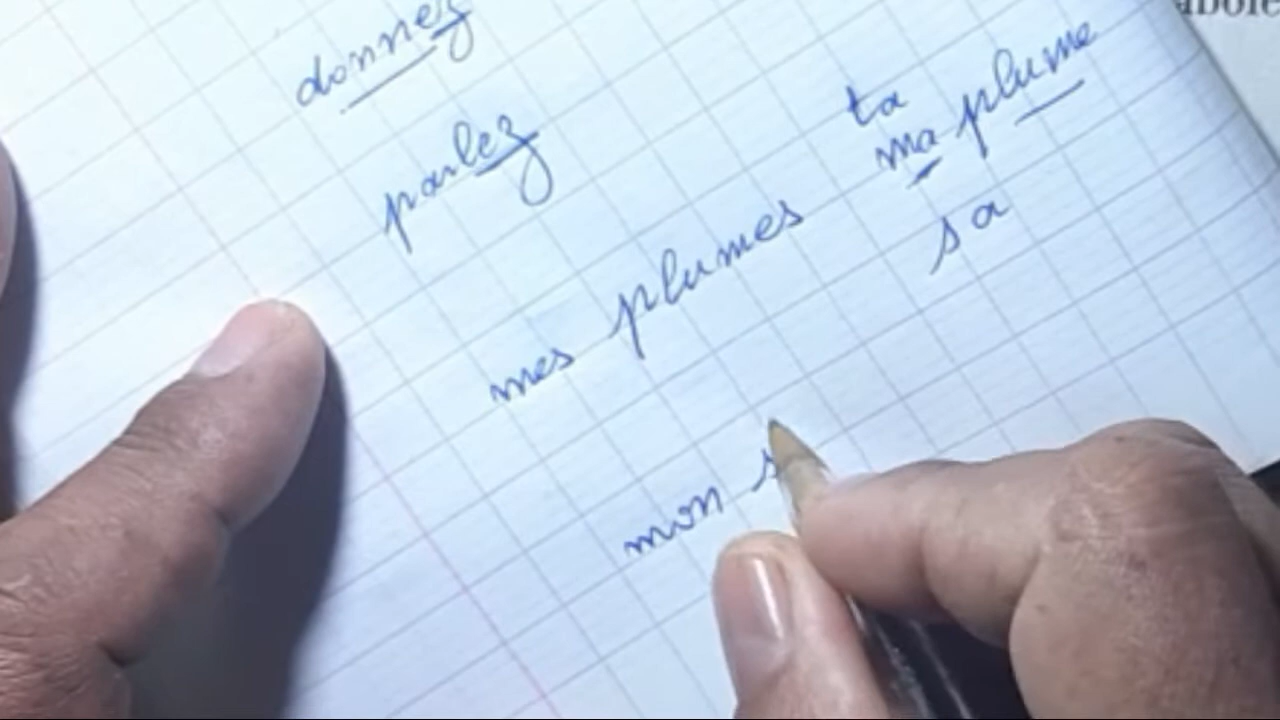 donnez
parlez
ta
ma plume
sa
mes plumes
mon s